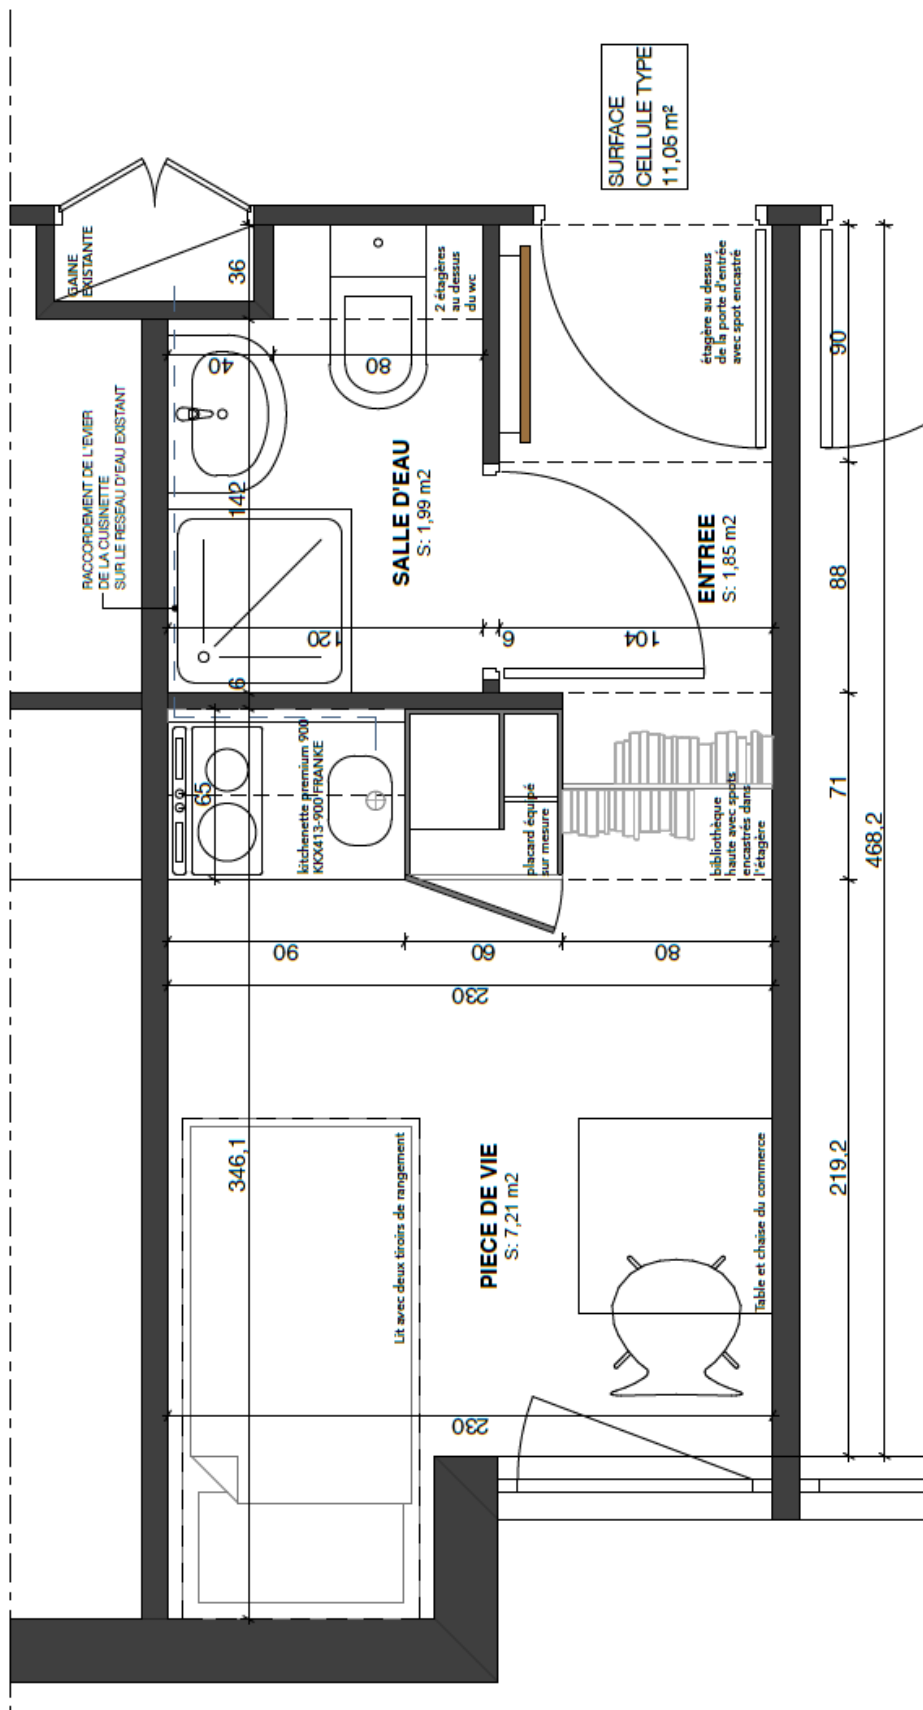 SURFACE
CELLULE TYPE
11,05 m²
GAINE
EXISTANTE
36
2 étagères
au dessus
du wc
étagère au dessus
de la porte d'entrée
avec spot encastré
90
40
80
RACCORDEMENT DE L'EVIER
DE LA CUISINETTE
SUR LE RESEAU D'EAU EXISTANT
142
SALLE D'EAU
S: 1,99 m2
ENTREE
S: 1,85 m2
88
120
6
104
6
65
kitchenette premium 900
KKX413-900 FRANKE
placard équipé
sur mesure
bibliothèque
haute avec spots
encastrés dans
l'étagère
71
468,2
90
60
80
230
346,1
Lit avec deux tiroirs de rangement
PIECE DE VIE
S: 7,21 m2
Table et chaise du commerce
219,2
230